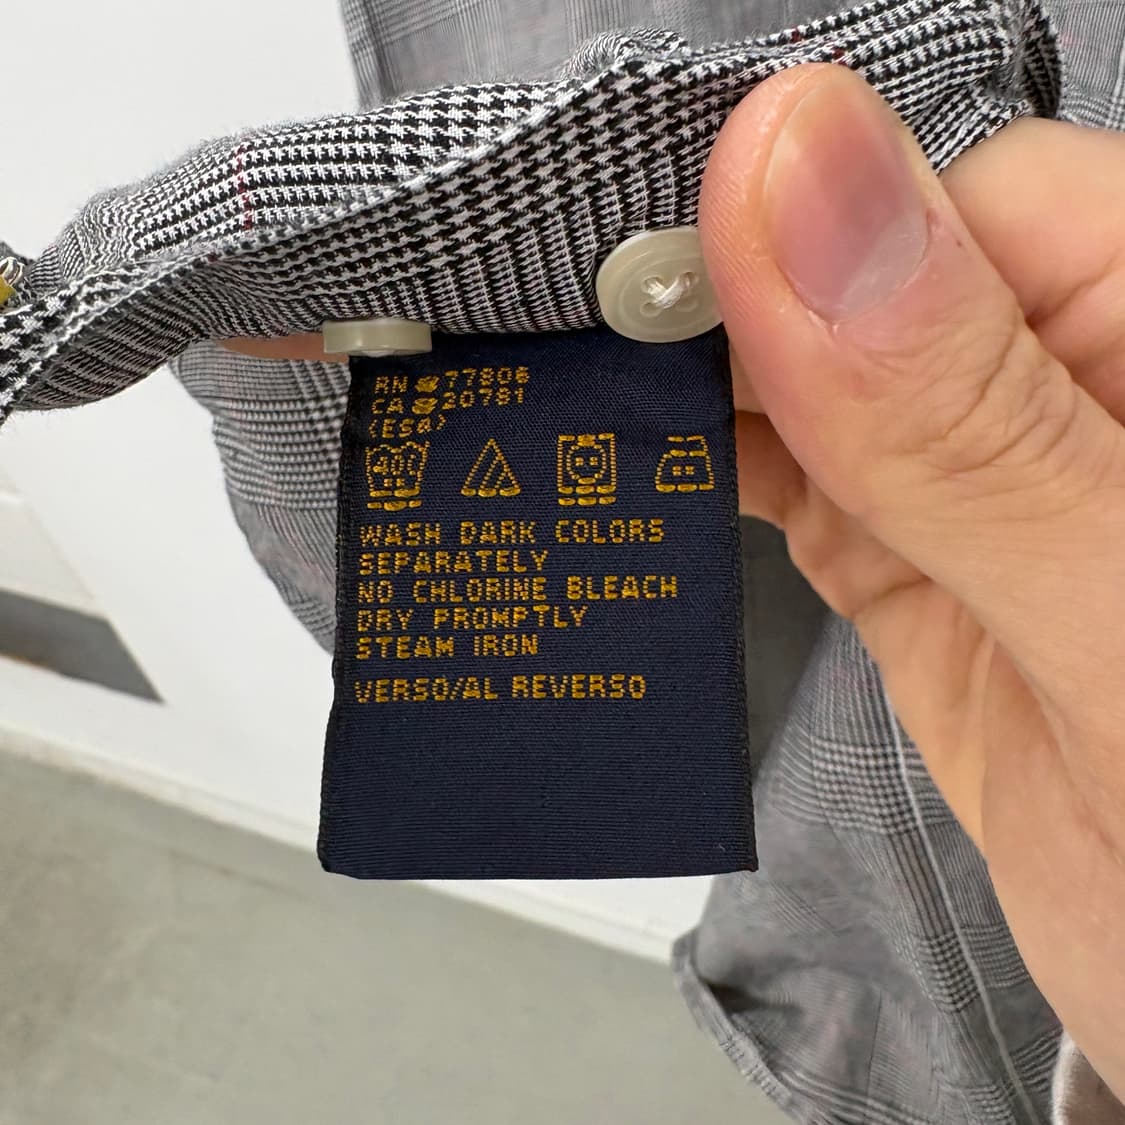 RN 77806
CA 20781
(ESA)
40C
WASH DARK COLORS
SEPARATELY
NO CHLORINE BLEACH
DRY PROMPTLY
STEAM IRON
VERSO/AL REVERSO